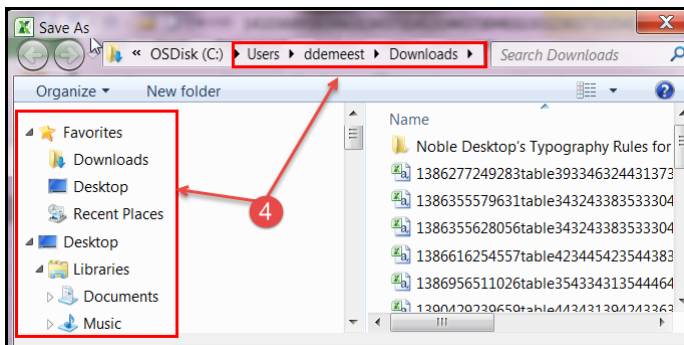 Save As
« OSDisk (C:) Users ddemeest Downloads Search Downloads
Organize New folder
Favorites
Downloads
Desktop
Recent Places
Desktop
Libraries
Documents
Music
4
Name
Noble Desktop's Typography Rules for
1386277249283table393346324431373
1386355579631table343243383533304
1386355628056table343243383533304
1386616254557table423445423544383
1386956511026table354334313544464
1390429239659table443431394243363